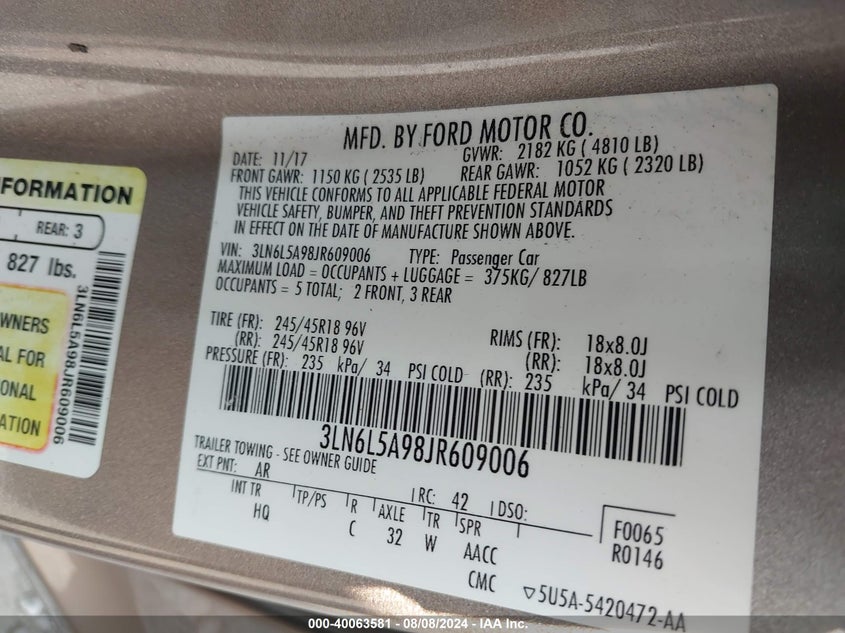 MFD. BY FORD MOTOR CO.
DATE: 11/17 GVWR: 2182 KG ( 4810 LB)
FRONT GAWR: 1150 KG ( 2535 LB) REAR GAWR: 1052 KG ( 2320 LB)
THIS VEHICLE CONFORMS TO ALL APPLICABLE FEDERAL MOTOR
VEHICLE SAFETY, BUMPER, AND THEFT PREVENTION STANDARDS
IN EFFECT ON THE DATE OF MANUFACTURE SHOWN ABOVE.
VIN: 3LN6L5A98JR609006 TYPE: Passenger Car
MAXIMUM LOAD = OCCUPANTS + LUGGAGE = 375KG/ 827LB
OCCUPANTS = 5 TOTAL; 2 FRONT, 3 REAR
TIRE (FR): 245/45R18 96V RIMS (FR): 18x8.0J
(RR): 245/45R18 96V (RR): 18x8.0J
PRESSURE (FR): 235 kPa/ 34 PSI COLD (RR): 235 kPa/ 34 PSI COLD
3LN6L5A98JR609006
TRAILER TOWING - SEE OWNER GUIDE
EXT PNT: AR RC: 42 DSO:
INT TR TP/PS R AXLE TR SPR
HQ C 32 W AACC
CMC
F0065
R0146
▽5U5A-5420472-AA
FORMATION
REAR: 3
827 lbs.
WNERS
AL FOR
ONAL
ATION
3LN6L5A98JR609006
000-40063581 - 08/08/2024 - IAA Inc.